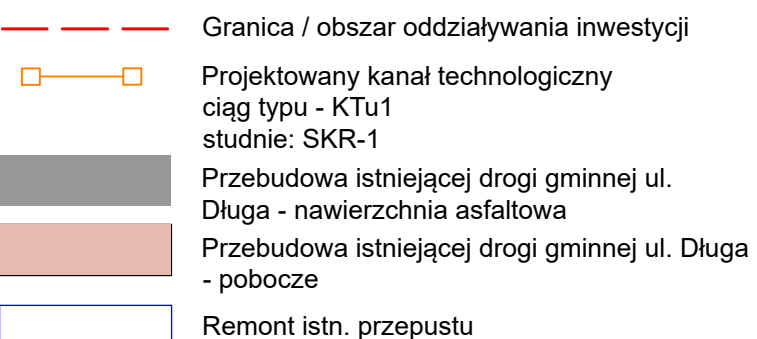 Granica / obszar oddziaływania inwestycji
Projektowany kanał technologiczny
ciąg typu - KTu1
studnie: SKR-1
Przebudowa istniejącej drogi gminnej ul.
Długa - nawierzchnia asfaltowa
Przebudowa istniejącej drogi gminnej ul. Długa
- pobocze
Remont istn. przepustu